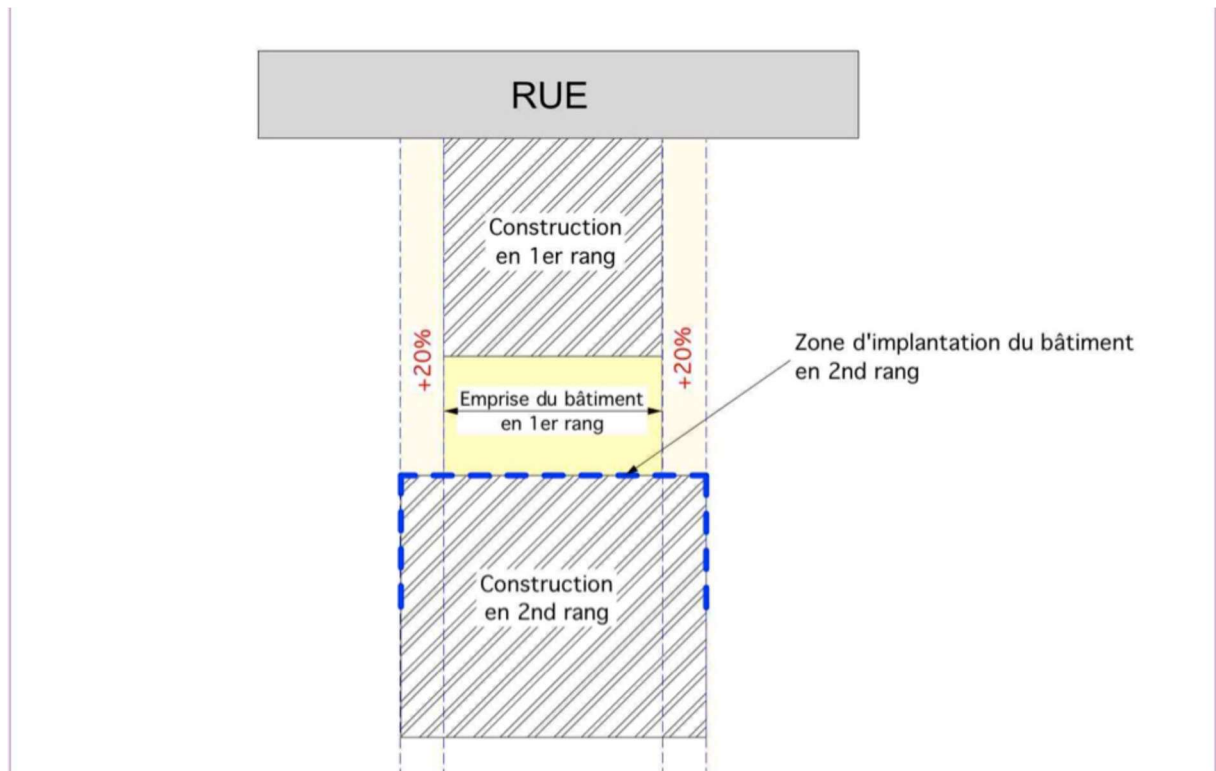 RUE
Construction
en 1er rang
+20%
+20%
Zone d'implantation du bâtiment
en 2nd rang
Emprise du bâtiment
en 1er rang
Construction
en 2nd rang